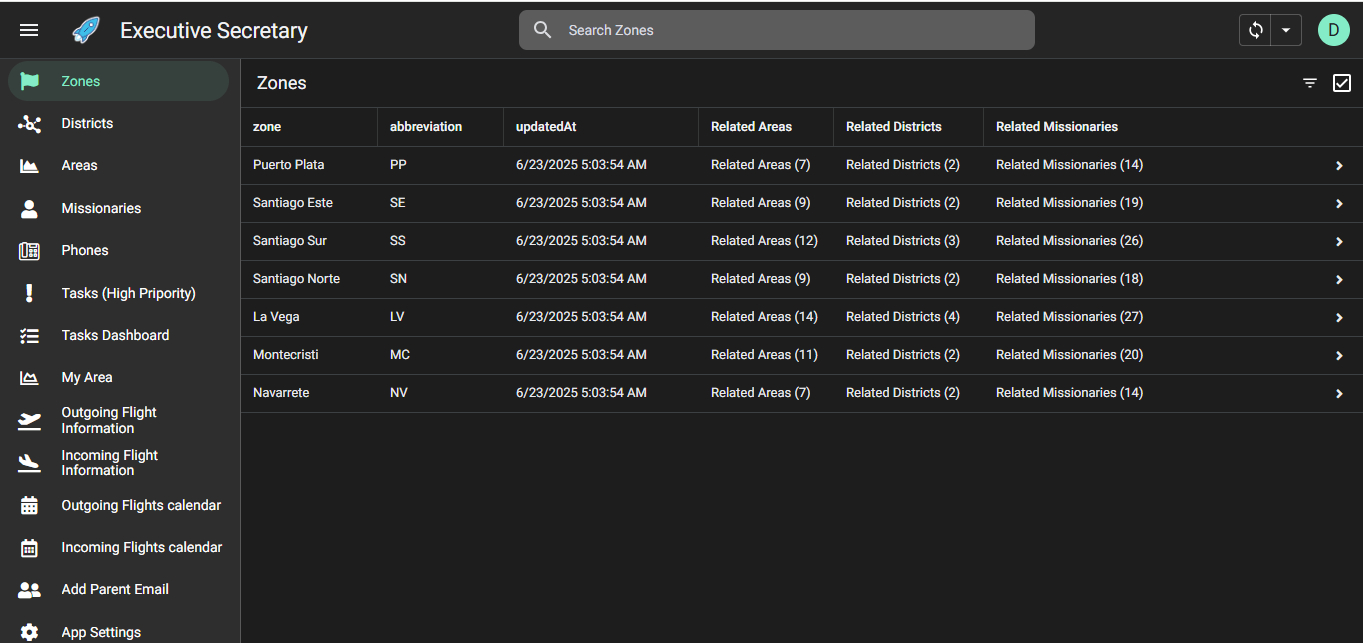 Executive Secretary
Search Zones
D
Zones
Districts
Areas
Missionaries
Phones
Tasks (High Pripority)
Tasks Dashboard
My Area
Outgoing Flight
Information
Incoming Flight
Information
Outgoing Flights calendar
Incoming Flights calendar
Add Parent Email
App Settings
Zones
zone abbreviation updatedAt Related Areas Related Districts Related Missionaries
Puerto Plata PP 6/23/2025 5:03:54 AM Related Areas (7) Related Districts (2) Related Missionaries (14)
Santiago Este SE 6/23/2025 5:03:54 AM Related Areas (9) Related Districts (2) Related Missionaries (19)
Santiago Sur SS 6/23/2025 5:03:54 AM Related Areas (12) Related Districts (3) Related Missionaries (26)
Santiago Norte SN 6/23/2025 5:03:54 AM Related Areas (9) Related Districts (2) Related Missionaries (18)
La Vega LV 6/23/2025 5:03:54 AM Related Areas (14) Related Districts (4) Related Missionaries (27)
Montecristi MC 6/23/2025 5:03:54 AM Related Areas (11) Related Districts (2) Related Missionaries (20)
Navarrete NV 6/23/2025 5:03:54 AM Related Areas (7) Related Districts (2) Related Missionaries (14)